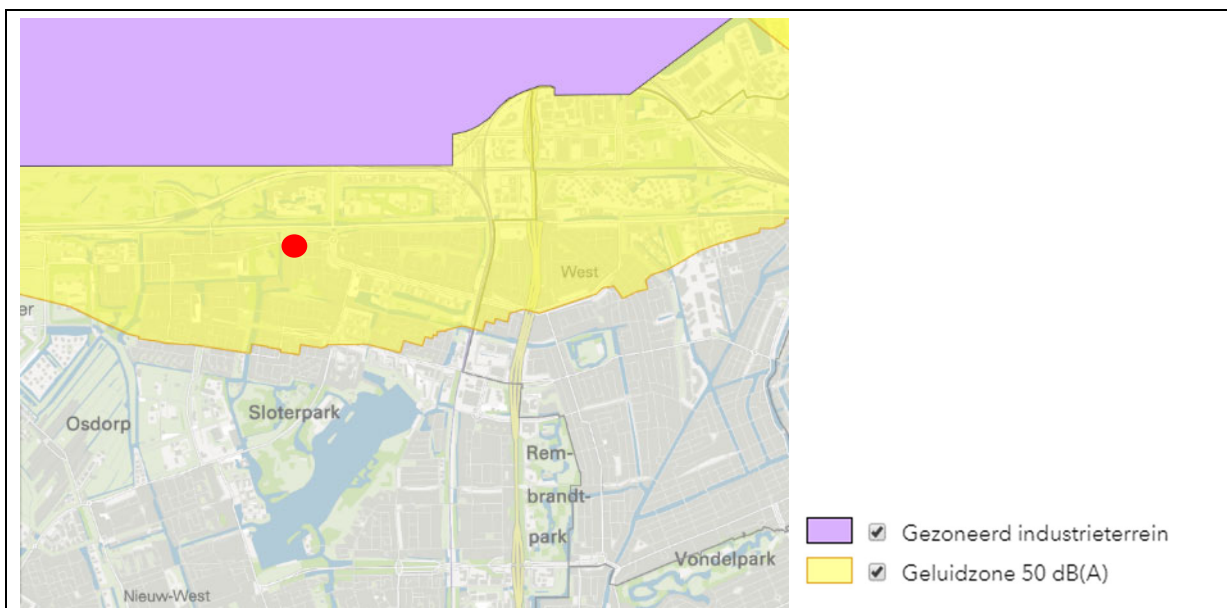 West
er
Sloterpark
Osdorp
Rem-
brandt-
park
Vondelpark
Nieuw-West
Gezoneerd industrieterrein
Geluidzone 50 dB(A)